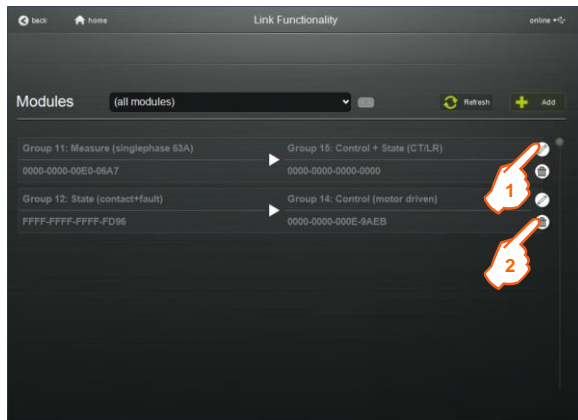 back home Link Functionality online
Modules (all modules) Refresh Add
Group 11: Measure (singlephase 63A) Group 15: Control + State (CT/LR)
0000-0000-00E0-06A7 0000-0000-0000-0000
1
Group 12: State (contact+fault) Group 14: Control (motor driven)
FFFF-FFFF-FFFF-FD96 0000-0000-000E-9AEB
2